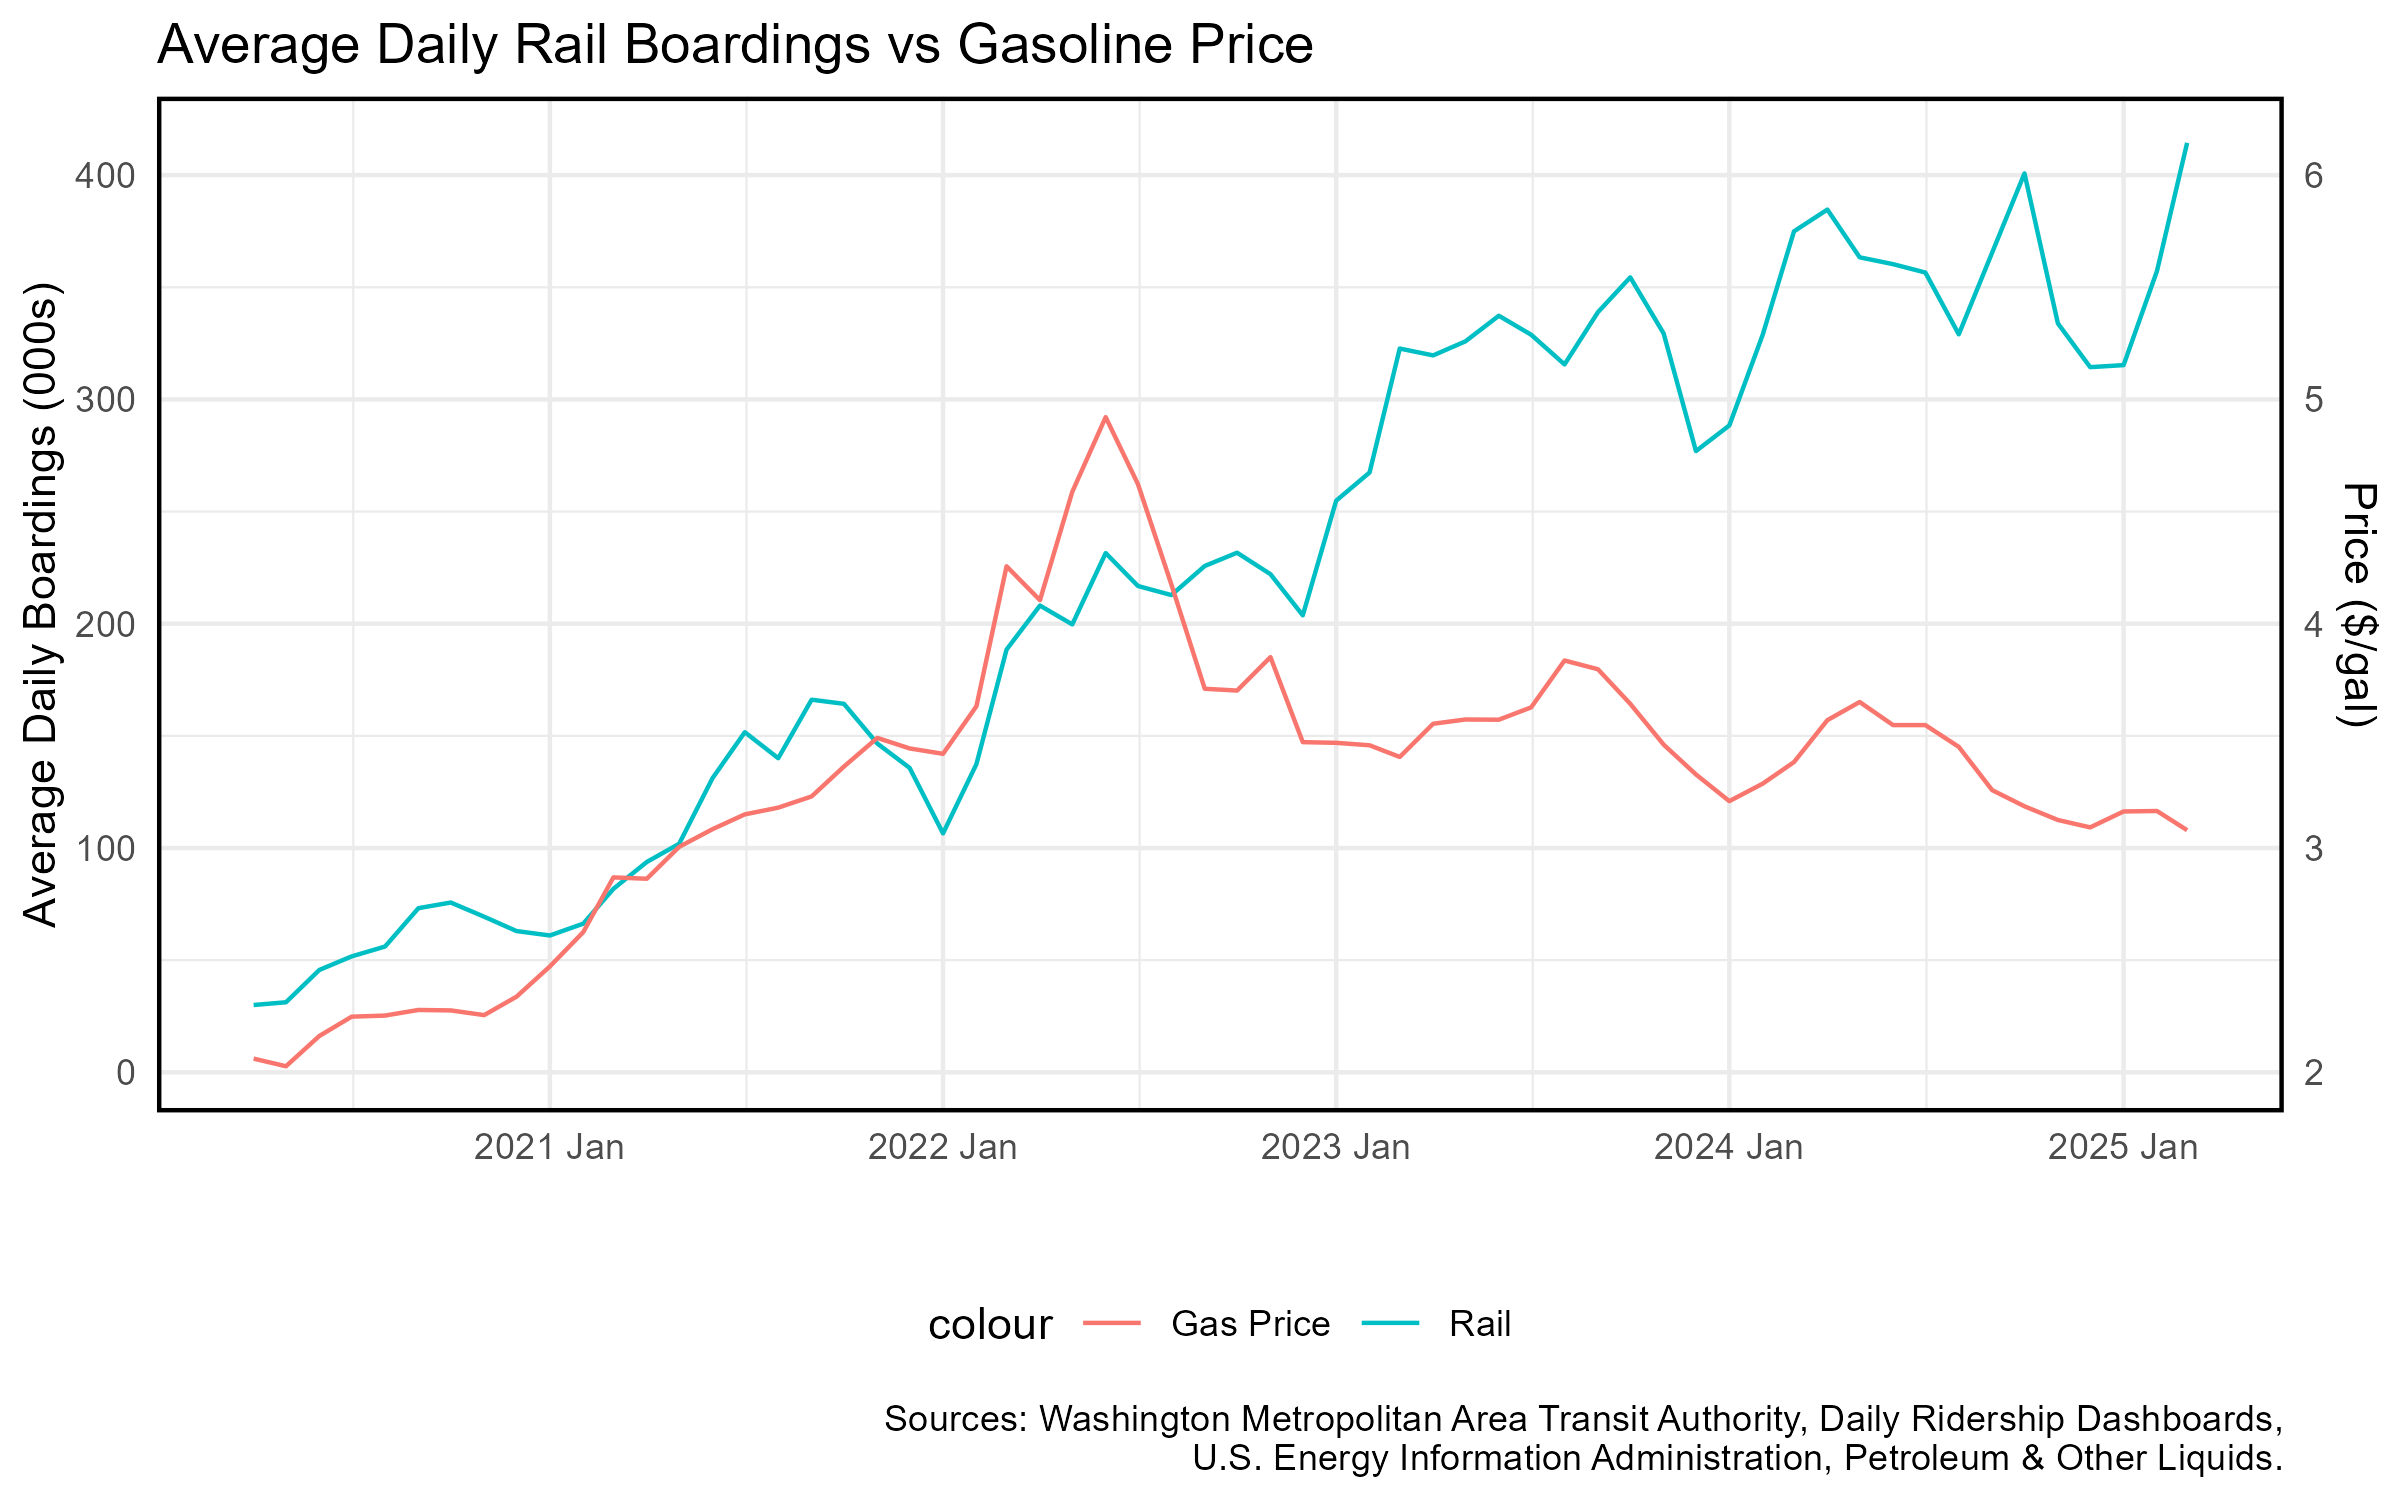 Average Daily Rail Boardings vs Gasoline Price
Average Daily Boardings (000s)
400
300
200
100
0
6
5
4
3
2
Price ($/gal)
2021 Jan
2022 Jan
2023 Jan
2024 Jan
2025 Jan
colour Gas Price Rail
Sources: Washington Metropolitan Area Transit Authority, Daily Ridership Dashboards,
U.S. Energy Information Administration, Petroleum & Other Liquids.